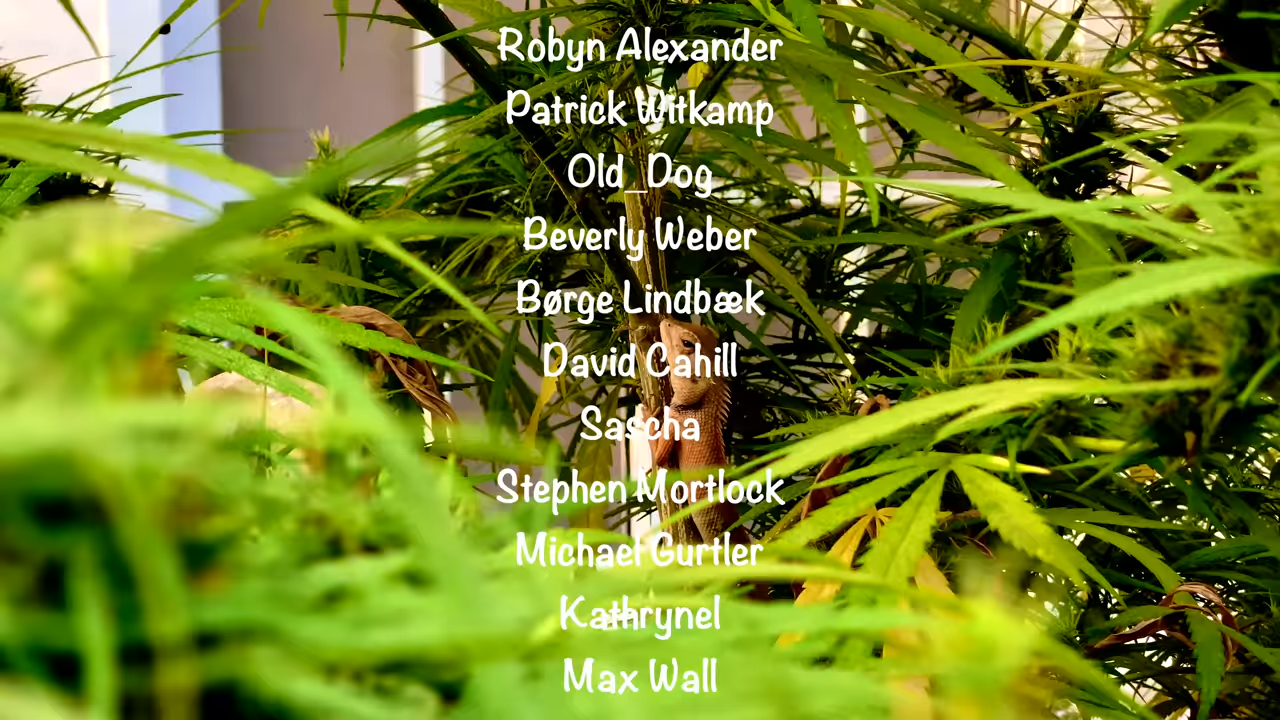 Robyn Alexander
Patrick Witkamp
Old_Dog
Beverly Weber
Børge Lindbæk
David Cahill
Sascha
Stephen Mortlock
Michael Gurtler
Kathrynel
Max Wall